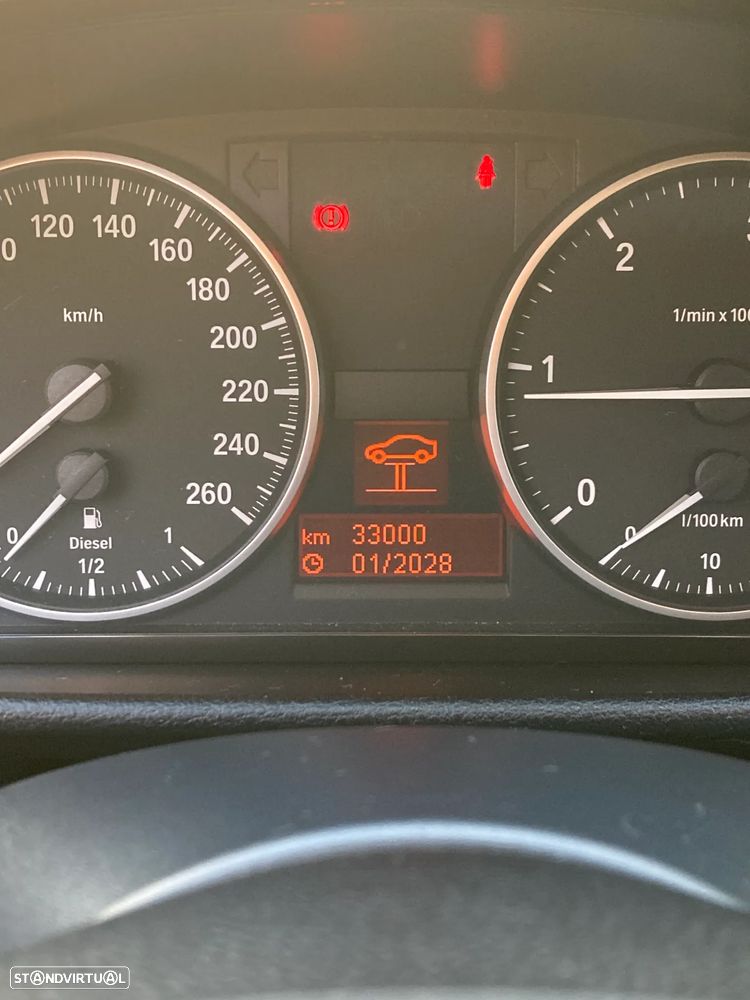 120 140 160 180 200 220 240 260
km/h
0 Diesel 1
1/2
km 33000
01/2028
0 1 2
1/min x 100
l/100 km
0 10
STANDVIRTUAL